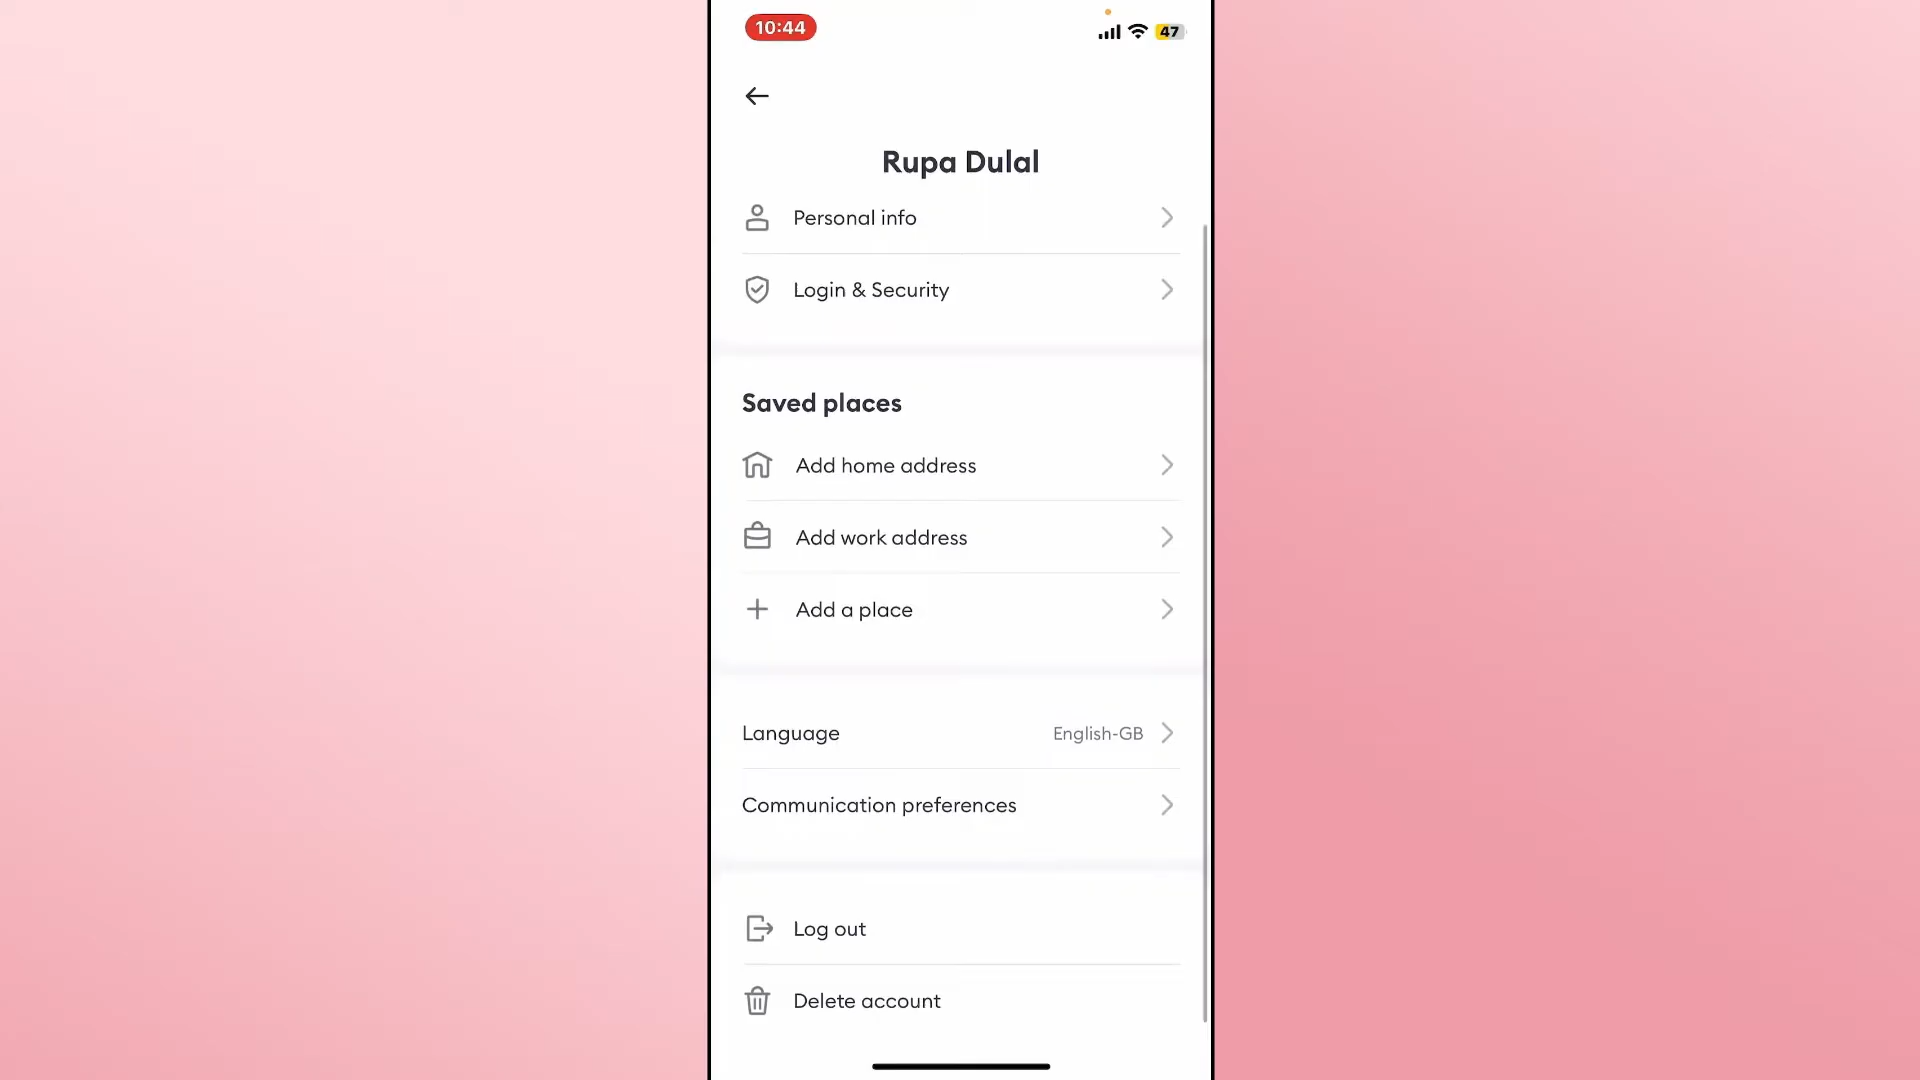 10:44
47
Rupa Dulal
Personal info
Login & Security
Saved places
Add home address
Add work address
Add a place
Language English-GB
Communication preferences
Log out
Delete account